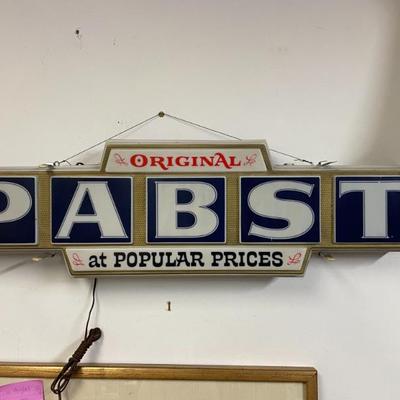 ORIGINAL
PABST
at POPULAR PRICES